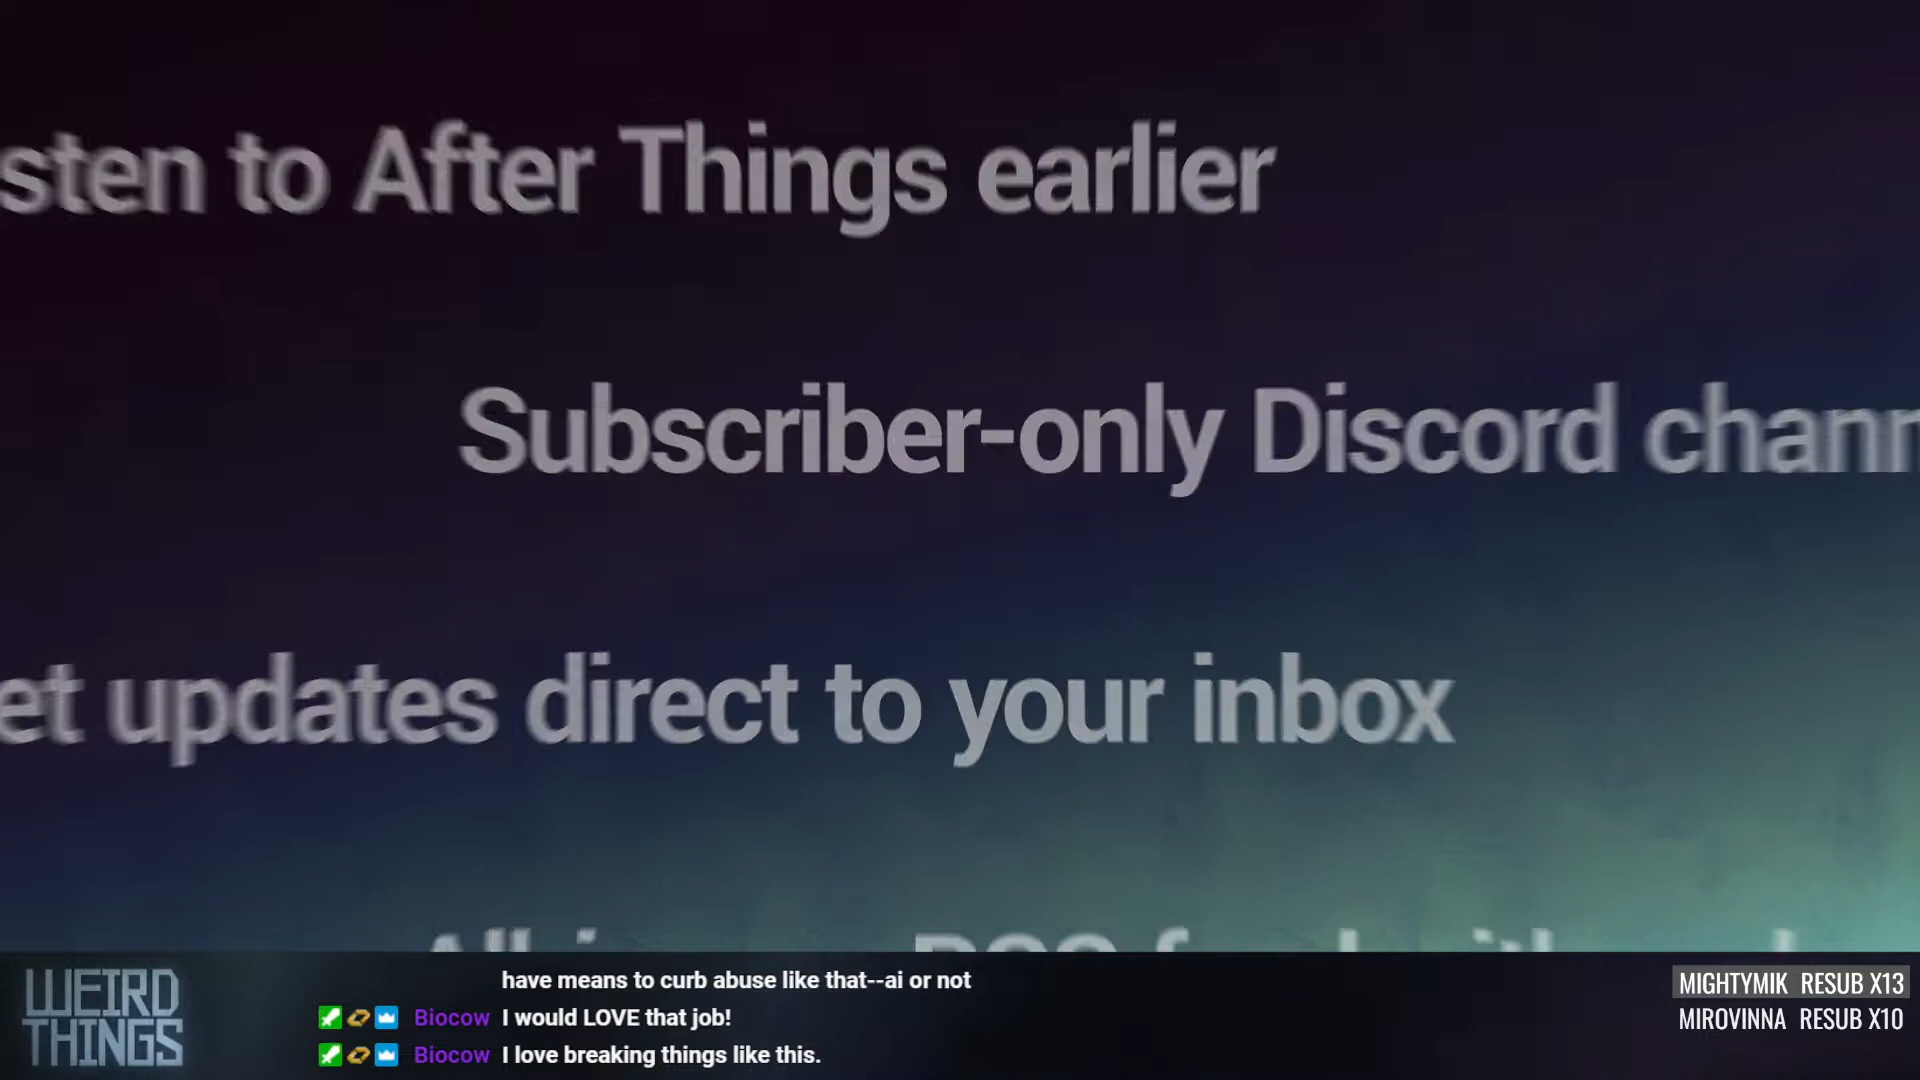 sten to After Things earlier
Subscriber-only Discord chann
et updates direct to your inbox
WEIRD
THINGS
have means to curb abuse like that--ai or not
Biocow I would LOVE that job!
Biocow I love breaking things like this.
MIGHTYMIK RESUB X13
MIROVINNA RESUB X10